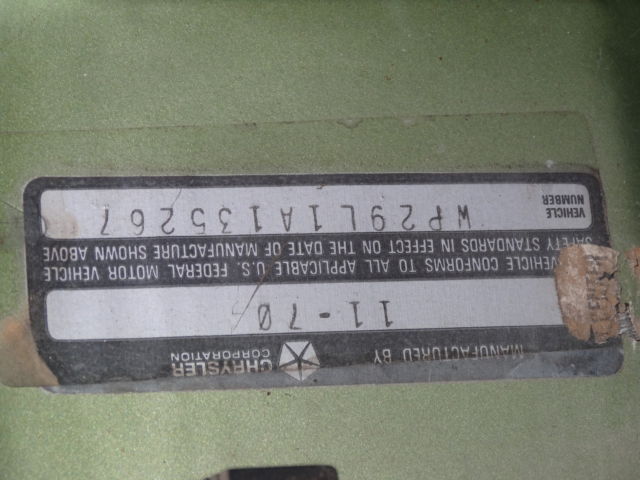 MANUFACTURED BY CHRYSLER CORPORATION
11-70
VEHICLE CONFORMS TO ALL APPLICABLE U.S. FEDERAL MOTOR VEHICLE
SAFETY STANDARDS IN EFFECT ON THE DATE OF MANUFACTURE SHOWN ABOVE
VEHICLE NUMBER WP29L1A135267